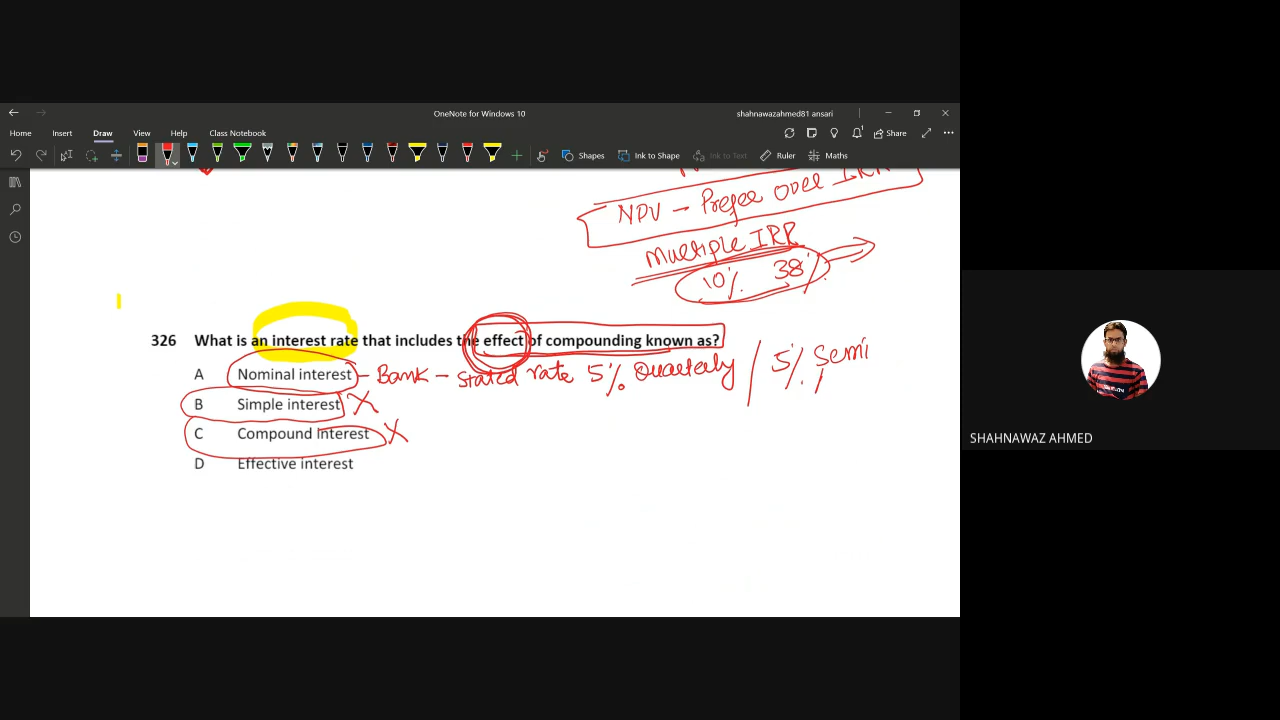 OneNote for Windows 10
shahnawazahmed81 ansari
Home Insert Draw View Help Class Notebook
Share
Shapes Ink to Shape Ink to Text Ruler Maths
NPV - Prefer over IRR
Multiple IRR
10% 38%
326 What is an interest rate that includes the effect of compounding known as?
A Nominal interest - Bank - Stated rate 5% Quarterly / 5% Semi
B Simple interest X
C Compound interest X
D Effective interest
SHAHNAWAZ AHMED